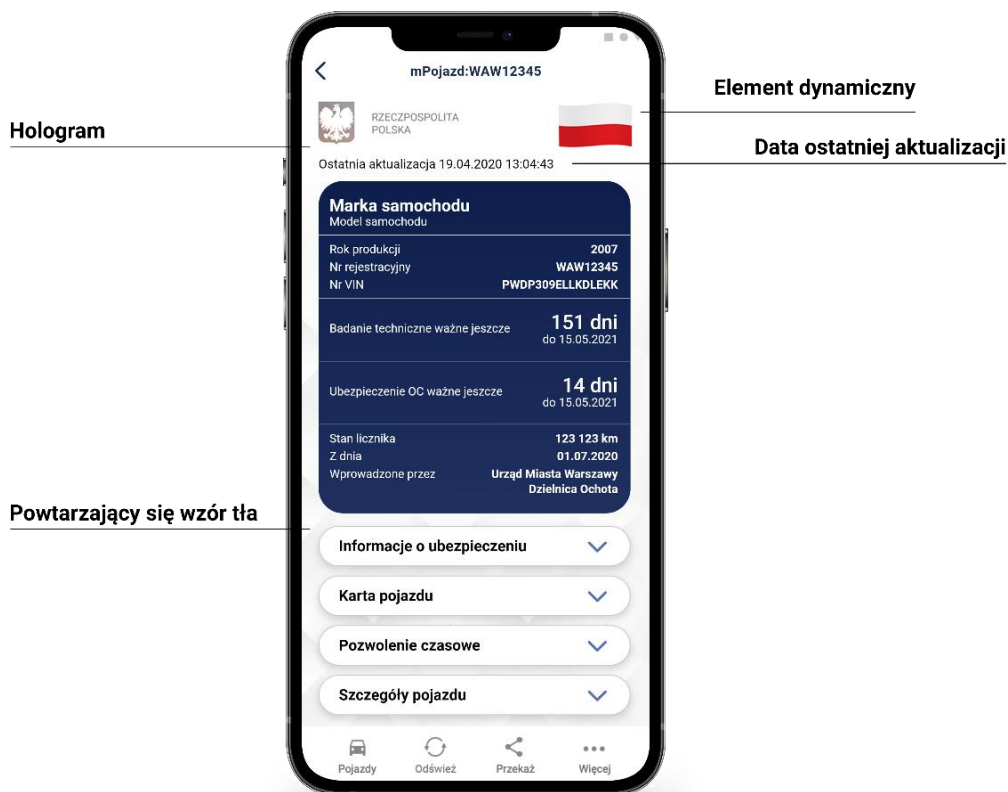 mPojazd:WAW12345
Element dynamiczny
Hologram
RZECZPOSPOLITA
POLSKA
Data ostatniej aktualizacji
Ostatnia aktualizacja 19.04.2020 13:04:43
Marka samochodu
Model samochodu
Rok produkcji 2007
Nr rejestracyjny WAW12345
Nr VIN PWDP309ELLKDLEKK
Badanie techniczne ważne jeszcze 151 dni
do 15.05.2021
Ubezpieczenie OC ważne jeszcze 14 dni
do 15.05.2021
Stan licznika 123 123 km
Z dnia 01.07.2020
Wprowadzone przez Urząd Miasta Warszawy
Dzielnica Ochota
Powtarzający się wzór tła
Informacje o ubezpieczeniu
Karta pojazdu
Pozwolenie czasowe
Szczegóły pojazdu
Pojazdy Odśwież Przekaż Więcej